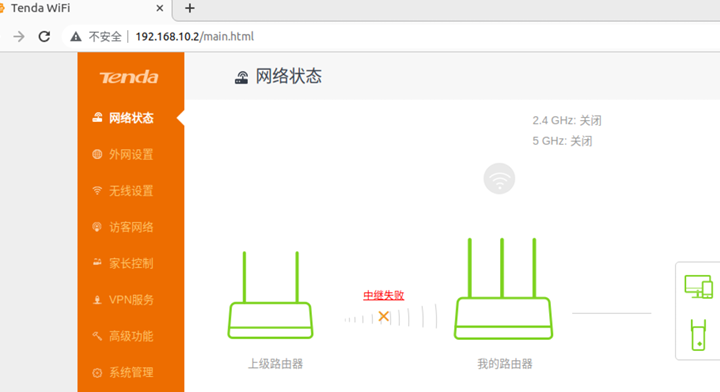 Tenda WiFi
不安全 192.168.10.2/main.html
Tenda
网络状态
外网设置
无线设置
访客网络
家长控制
VPN服务
高级功能
系统管理
网络状态
2.4 GHz: 关闭
5 GHz: 关闭
中继失败
上级路由器
我的路由器